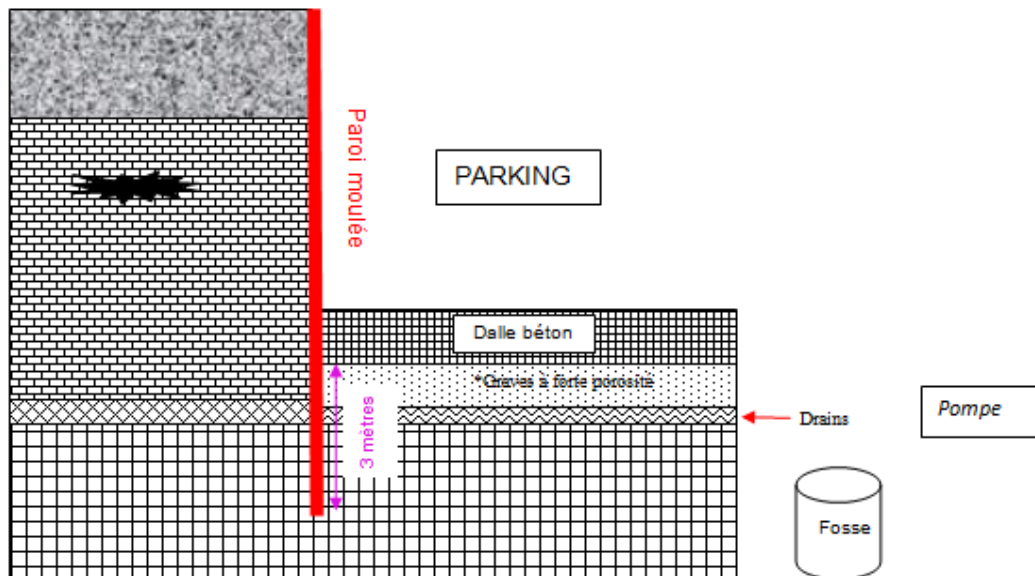 Paroi moulée
PARKING
Dalle béton
*Graves à forte porosité
3 mètres
Drains
Pompe
Fosse